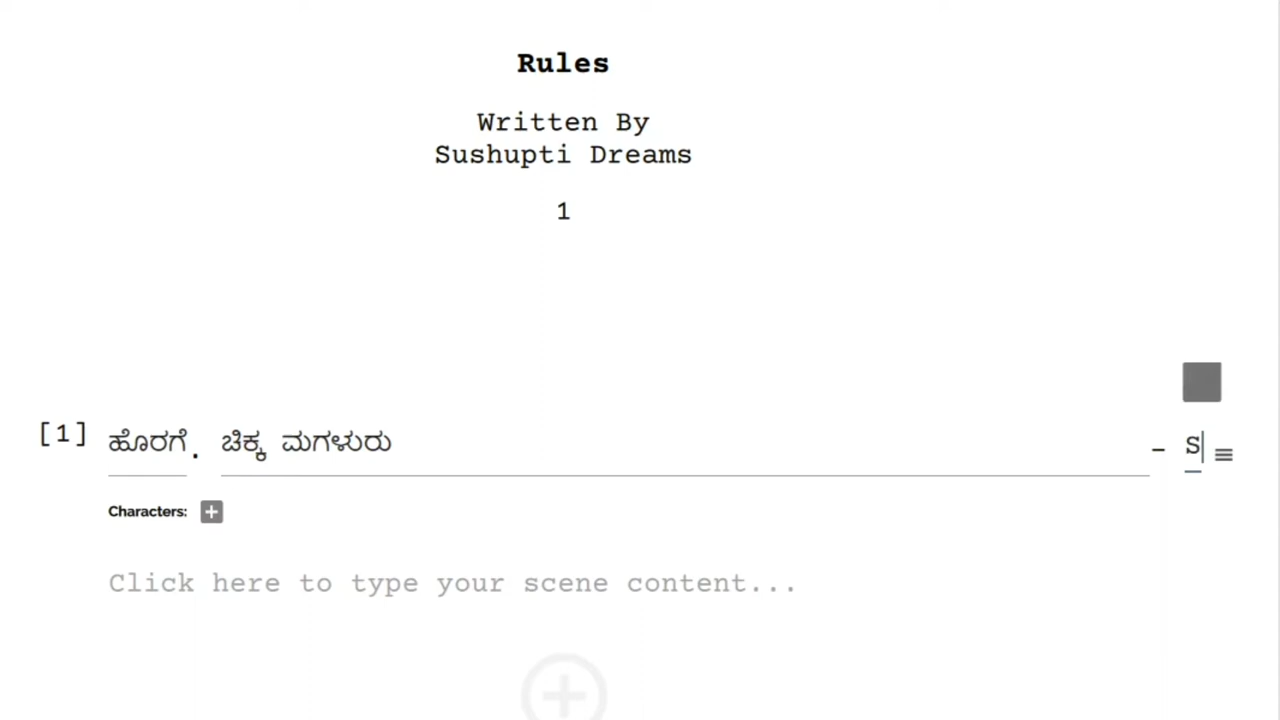 Rules
Written By
Sushupti Dreams
1
[1] ಹೊರಗೆ. ಚಿಕ್ಕ ಮಗಳುರು - S
Characters:
Click here to type your scene content...